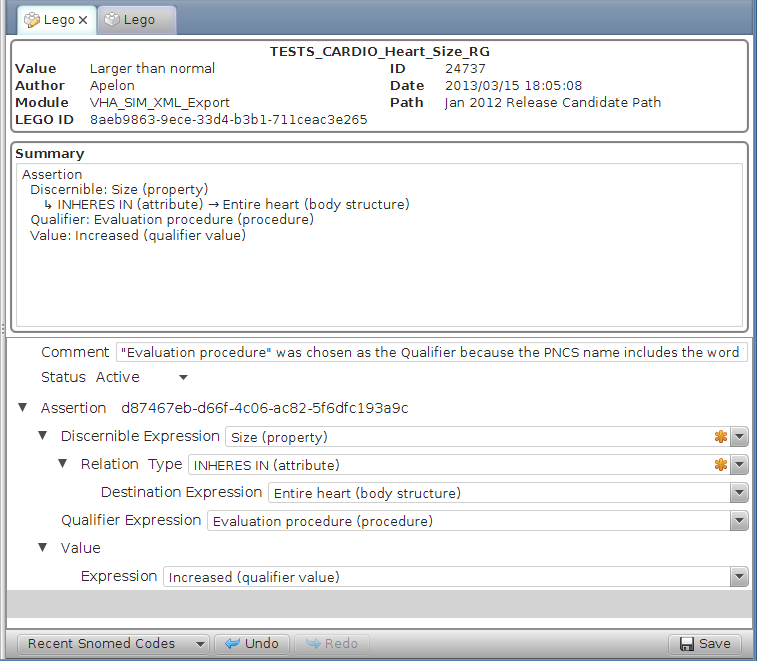 Lego
Lego
TESTS_CARDIO_Heart_Size_RG
Value Larger than normal ID 24737
Author Apelon Date 2013/03/15 18:05:08
Module VHA_SIM_XML_Export Path Jan 2012 Release Candidate Path
LEGO ID 8aeb9863-9ece-33d4-b3b1-711ceac3e265
Summary
Assertion
Discernible: Size (property)
↳ INHERES IN (attribute) → Entire heart (body structure)
Qualifier: Evaluation procedure (procedure)
Value: Increased (qualifier value)
Comment "Evaluation procedure" was chosen as the Qualifier because the PNCS name includes the word
Status Active
Assertion d87467eb-d66f-4c06-ac82-5f6dfc193a9c
Discernible Expression Size (property)
Relation Type INHERES IN (attribute)
Destination Expression Entire heart (body structure)
Qualifier Expression Evaluation procedure (procedure)
Value
Expression Increased (qualifier value)
Recent Snomed Codes Undo Redo Save